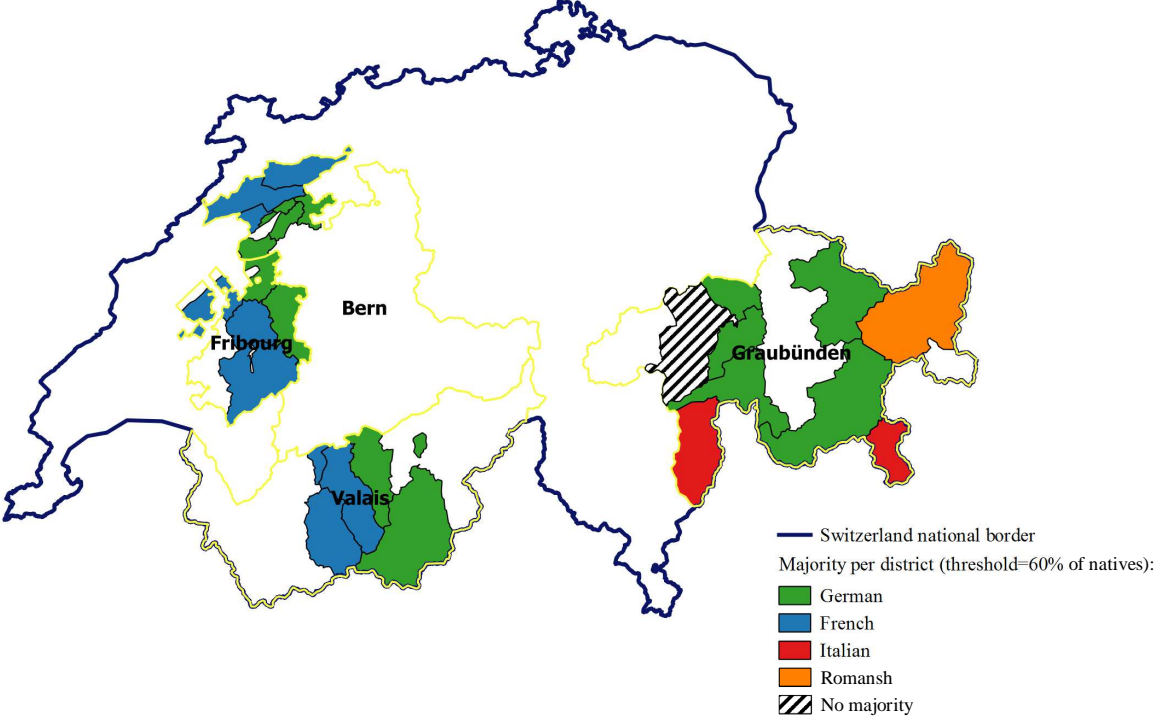 Bern
Fribourg
Graubünden
Valais
Switzerland national border
Majority per district (threshold=60% of natives):
German
French
Italian
Romansh
No majority